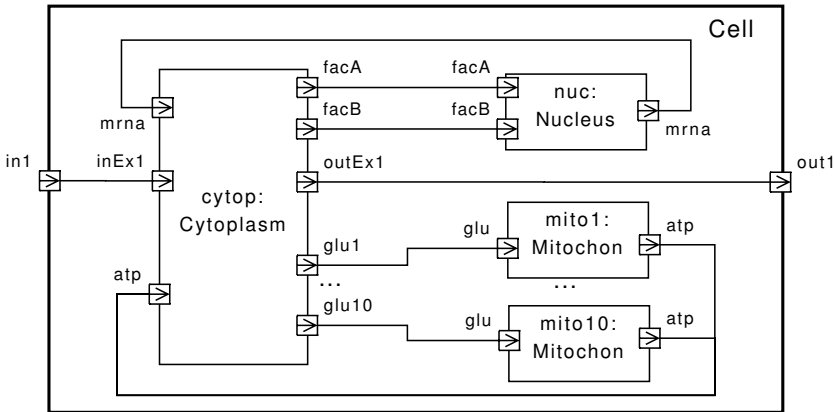 Cell
facA
facA
nuc:
Nucleus
mrna
facB
facB
mrna
in1
inEx1
outEx1
out1
cytop:
Cytoplasm
mito1:
Mitochon
glu1
glu
atp
...
...
atp
glu10
glu
mito10:
Mitochon
atp